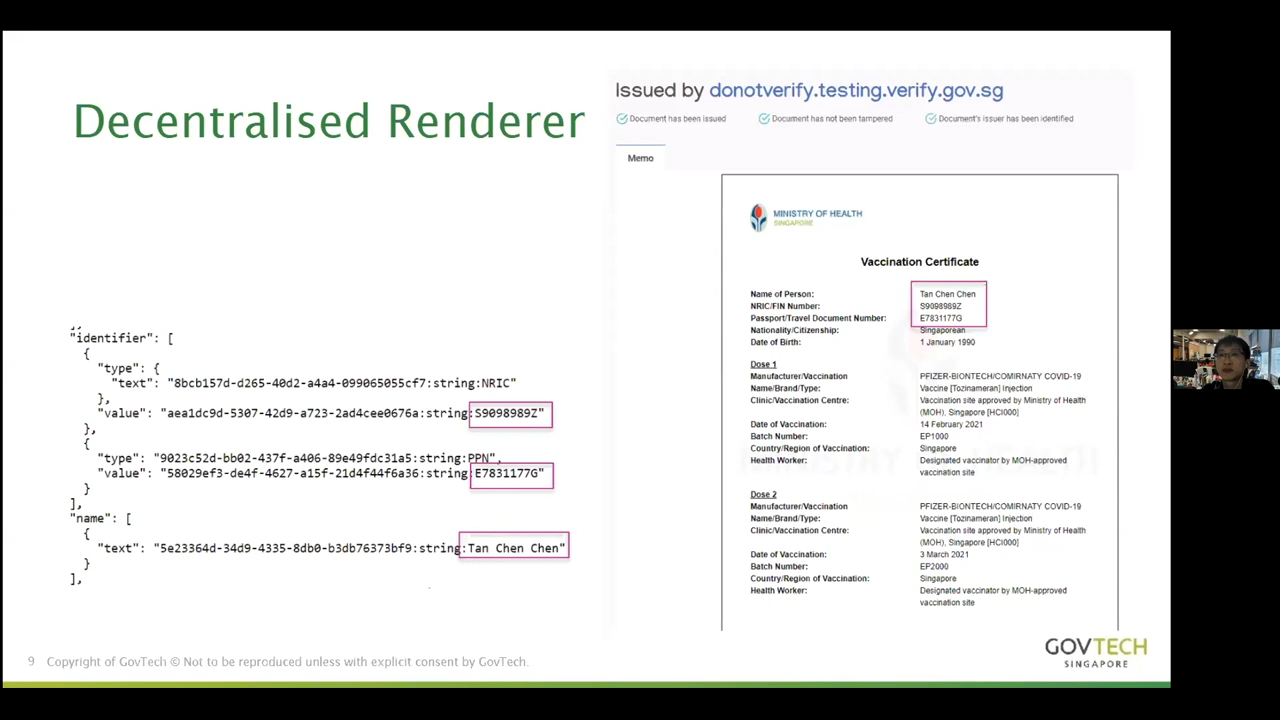 Decentralised Renderer
],
"identifier": [
{
"type": {
"text": "8bcb157d-d265-40d2-a4a4-099065055cf7:string:NRIC"
},
"value": "aea1dc9d-5307-42d9-a723-2ad4cee0676a:string:S9098989Z"
},
{
"type": "9023c52d-bb02-437f-a406-89e49fdc31a5:string:PPN",
"value": "58029ef3-de4f-4627-a15f-21d4f44f6a36:string:E7831177G"
}
],
"name": [
{
"text": "5e23364d-34d9-4335-8db0-b3db76373bf9:string:Tan Chen Chen"
}
],
Issued by donotverify.testing.verify.gov.sg
Document has been issued Document has not been tampered Document's issuer has been identified
Memo
MINISTRY OF HEALTH
SINGAPORE
Vaccination Certificate
Name of Person: Tan Chen Chen
NRIC/FIN Number: S9098989Z
Passport/Travel Document Number: E7831177G
Nationality/Citizenship: Singaporean
Date of Birth: 1 January 1990
Dose 1
Manufacturer/Vaccination PFIZER-BIONTECH/COMIRNATY COVID-19
Name/Brand/Type: Vaccine [Tozinameran] Injection
Clinic/Vaccination Centre: Vaccination site approved by Ministry of Health
(MOH), Singapore [HCI000]
Date of Vaccination: 14 February 2021
Batch Number: EP1000
Country/Region of Vaccination: Singapore
Health Worker: Designated vaccinator by MOH-approved
vaccination site
Dose 2
Manufacturer/Vaccination PFIZER-BIONTECH/COMIRNATY COVID-19
Name/Brand/Type: Vaccine [Tozinameran] Injection
Clinic/Vaccination Centre: Vaccination site approved by Ministry of Health
(MOH), Singapore [HCI000]
Date of Vaccination: 3 March 2021
Batch Number: EP2000
Country/Region of Vaccination: Singapore
Health Worker: Designated vaccinator by MOH-approved
vaccination site
9 Copyright of GovTech © Not to be reproduced unless with explicit consent by GovTech.
GOVTECH
SINGAPORE